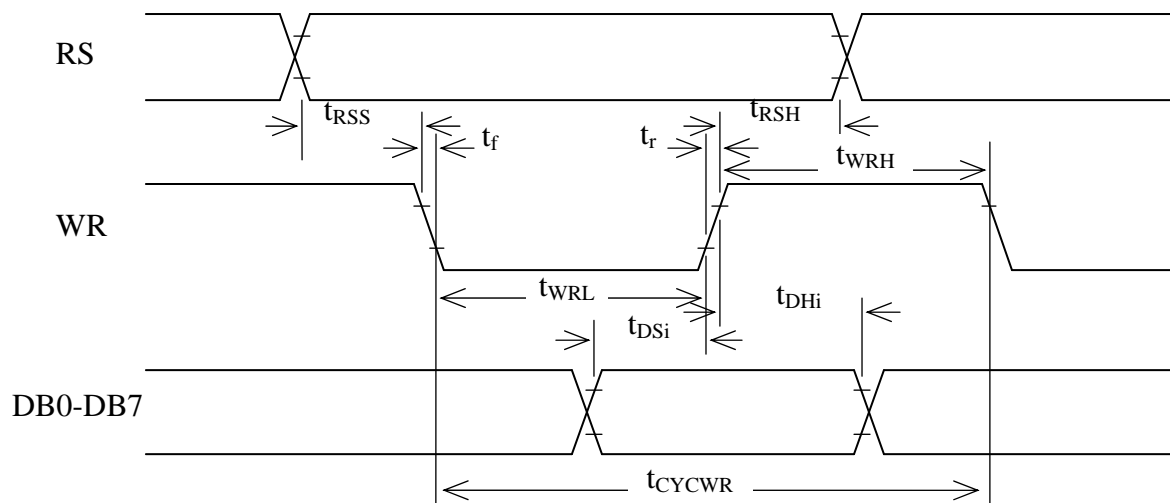 RS
tRSS
tRSH
tf
tr
tWRH
WR
tWRL
tDHi
tDSi
DB0-DB7
tCYCWR